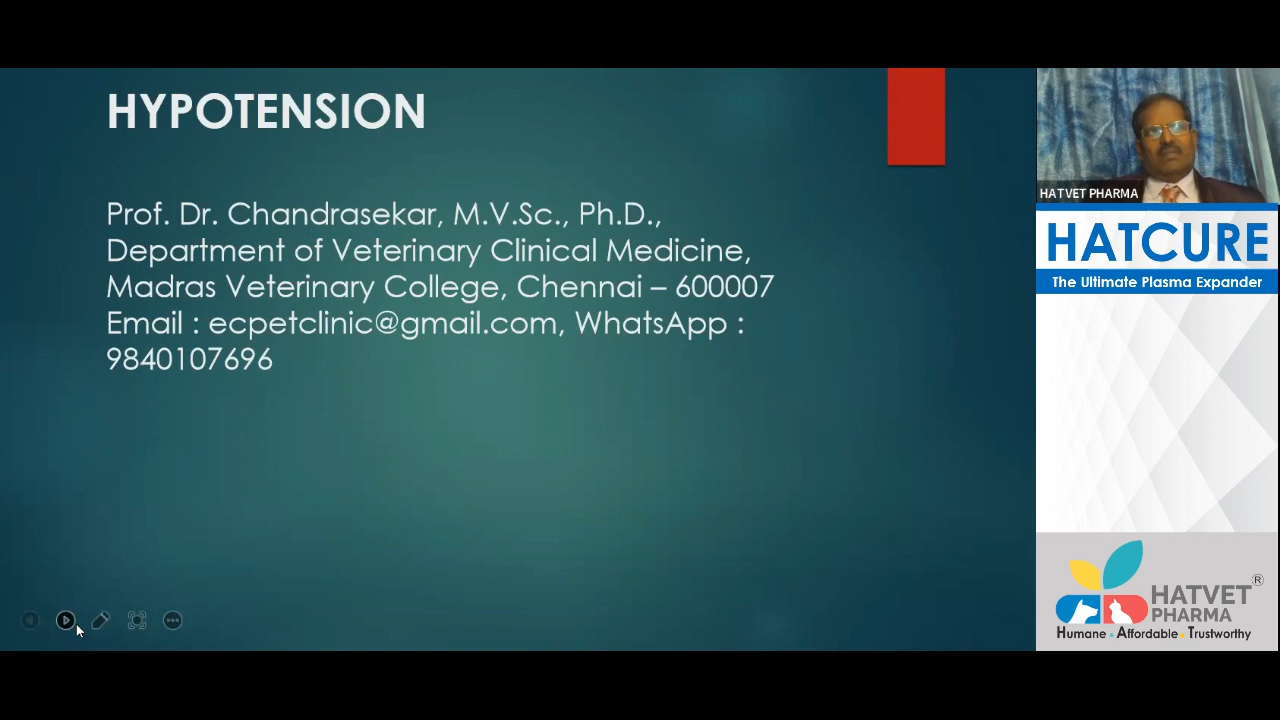 HYPOTENSION
Prof. Dr. Chandrasekar, M.V.Sc., Ph.D.,
Department of Veterinary Clinical Medicine,
Madras Veterinary College, Chennai – 600007
Email : ecpetclinic@gmail.com, WhatsApp :
9840107696
HATVET PHARMA
HATCURE
The Ultimate Plasma Expander
HATVET ®
PHARMA
Humane • Affordable • Trustworthy